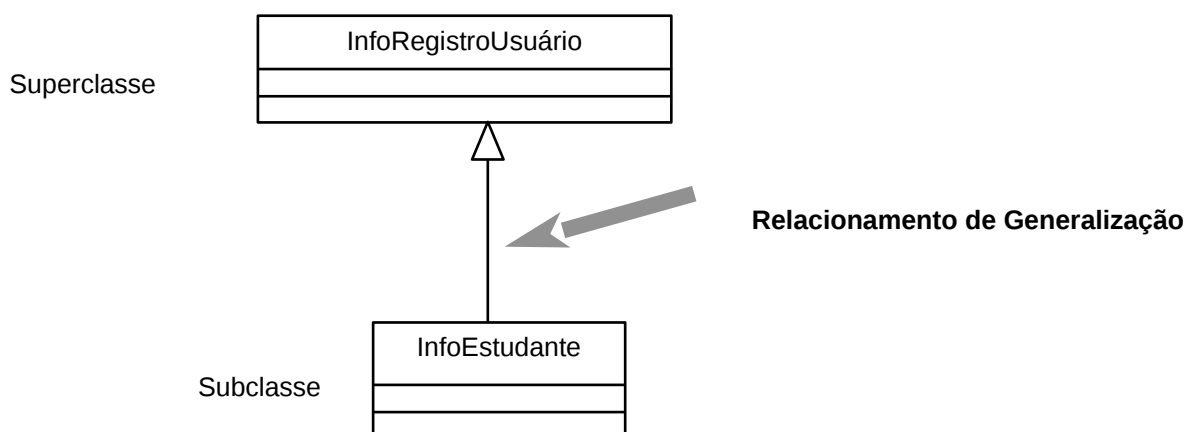 InfoRegistroUsuário
Superclasse
Relacionamento de Generalização
InfoEstudante
Subclasse